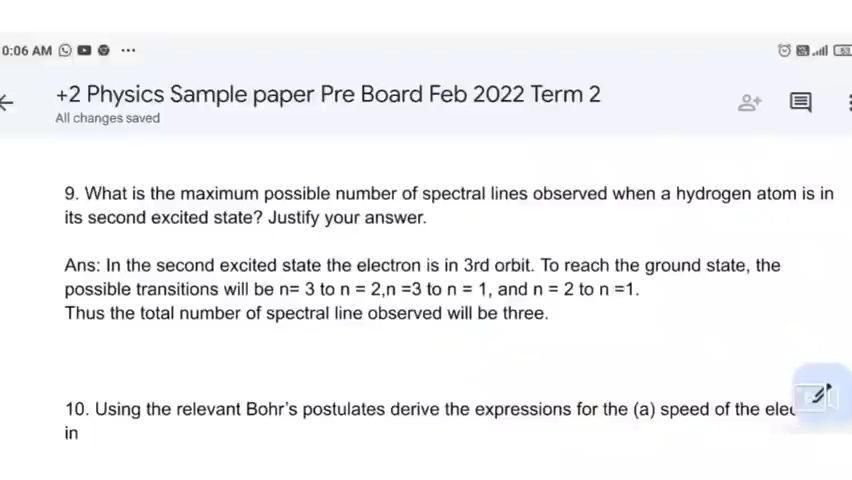 0:06 AM
+2 Physics Sample paper Pre Board Feb 2022 Term 2
All changes saved
9. What is the maximum possible number of spectral lines observed when a hydrogen atom is in
its second excited state? Justify your answer.
Ans: In the second excited state the electron is in 3rd orbit. To reach the ground state, the
possible transitions will be n= 3 to n = 2,n =3 to n = 1, and n = 2 to n =1.
Thus the total number of spectral line observed will be three.
10. Using the relevant Bohr's postulates derive the expressions for the (a) speed of the elec
in